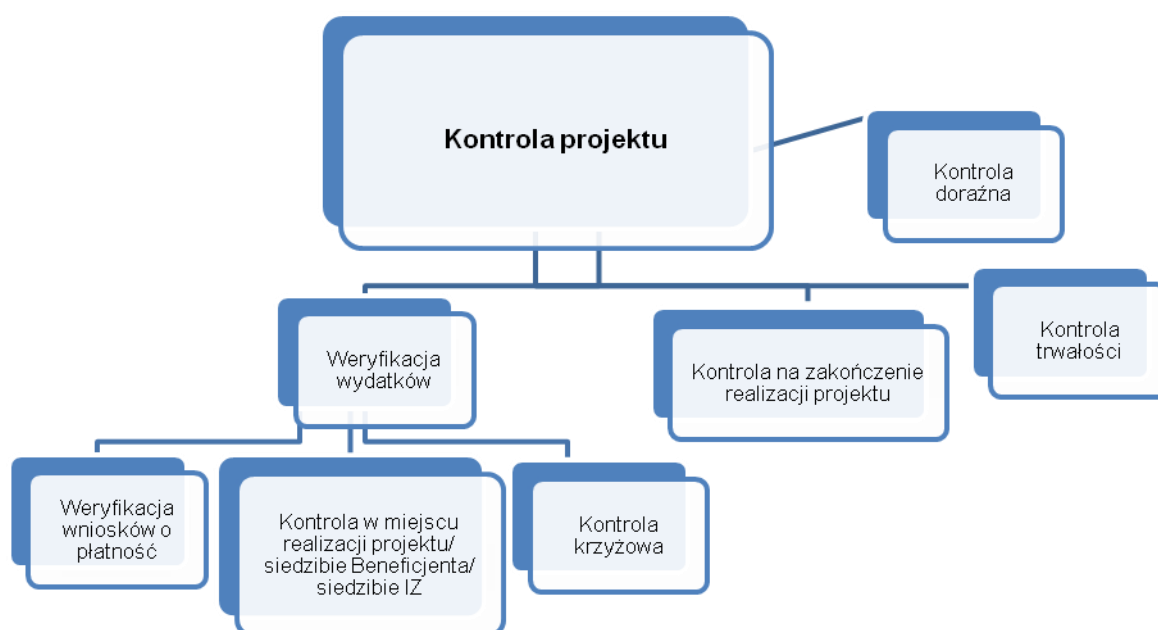 Kontrola projektu
Kontrola
doraźna
Weryfikacja
wydatków
Kontrola na zakończenie
realizacji projektu
Kontrola
trwałości
Weryfikacja
wniosków o
płatność
Kontrola w miejscu
realizacji projektu/
siedzibie Beneficjenta/
siedzibie IZ
Kontrola
krzyżowa